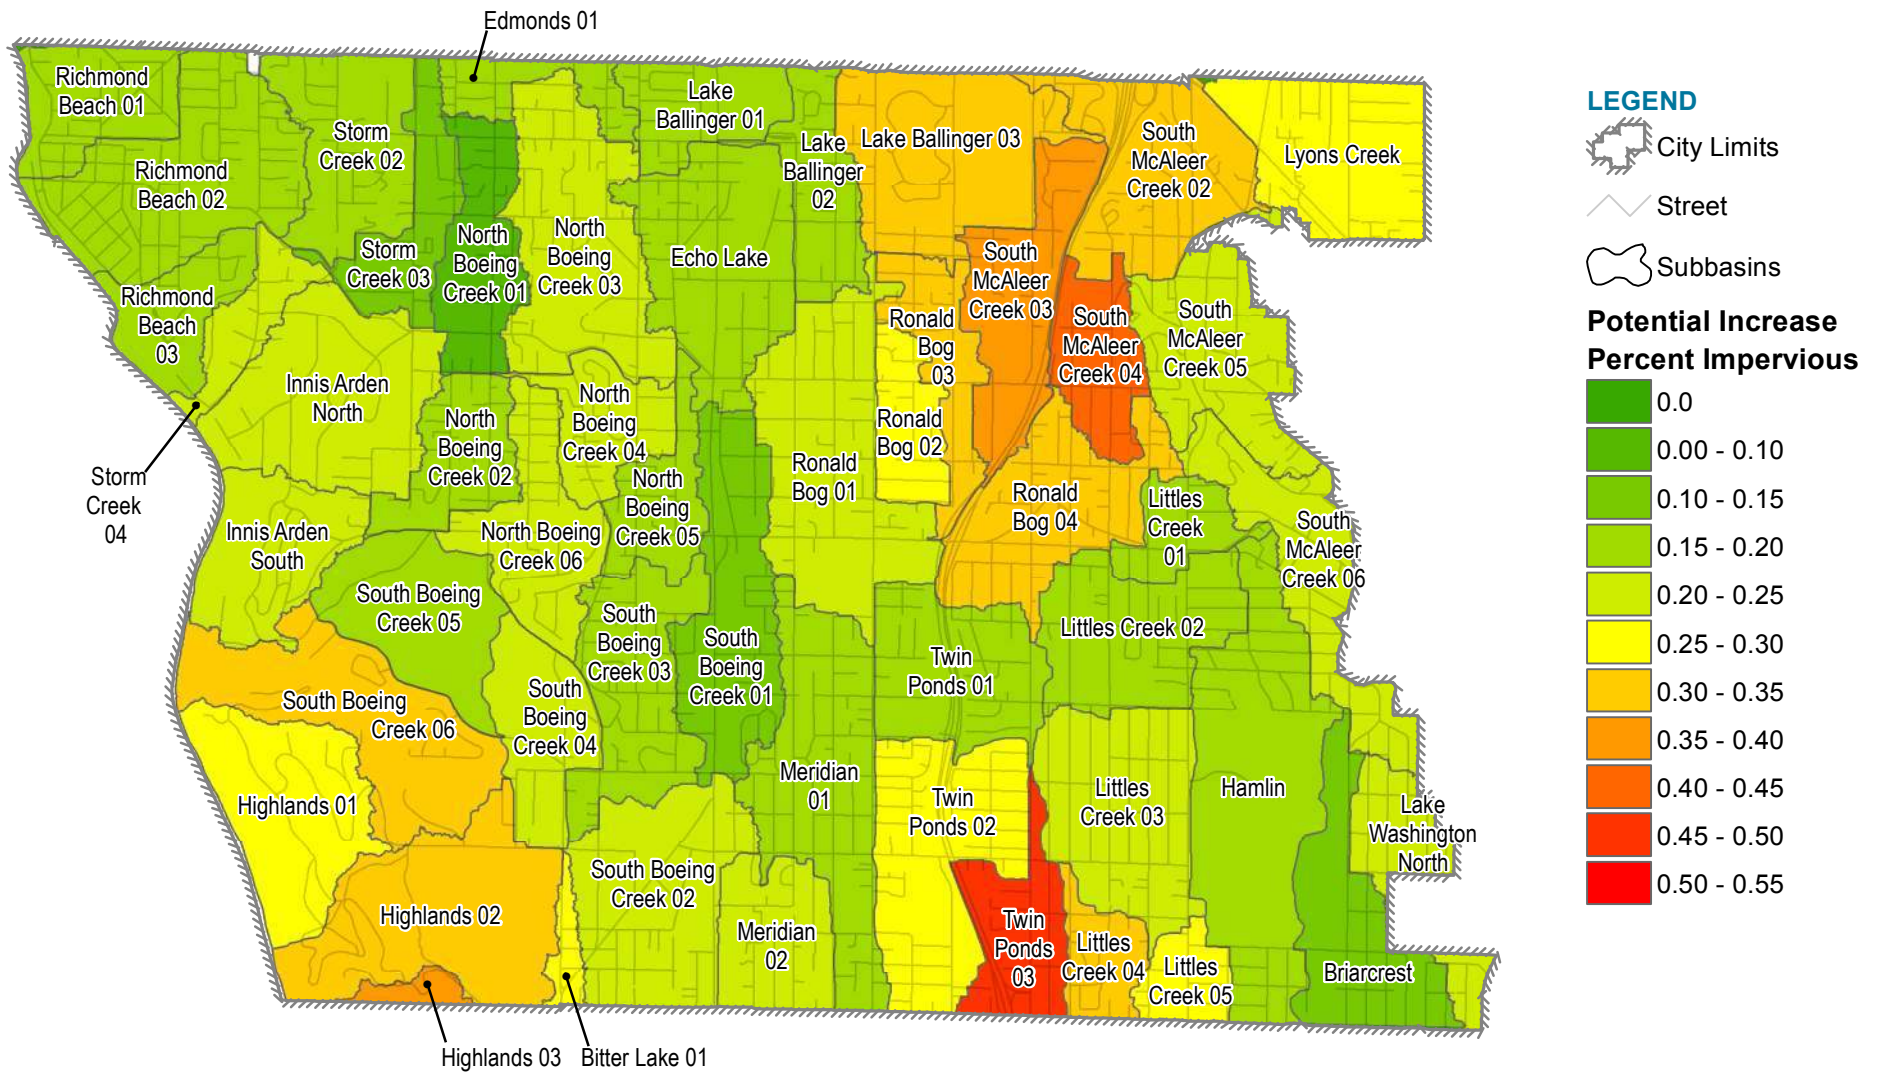 Edmonds 01
Richmond
Beach 01
Lake
Ballinger 01
Storm
Creek 02
Lake Ballinger 03
South
McAleer
Creek 02
Lyons Creek
Lake
Ballinger
02
Richmond
Beach 02
North
Boeing
Creek 01
North
Boeing
Creek 03
Echo Lake
Storm
Creek 03
South
McAleer
Creek 03
Richmond
Beach
03
Ronald
Bog
03
South
McAleer
Creek 04
South
McAleer
Creek 05
Innis Arden
North
North
Boeing
Creek 04
North
Boeing
Creek 02
Ronald
Bog 02
Storm
Creek
04
Ronald
Bog 01
North
Boeing
Creek 05
Ronald
Bog 04
Littles
Creek
01
Innis Arden
South
North Boeing
Creek 06
South
McAleer
Creek 06
South Boeing
Creek 05
South
Boeing
Creek 03
South
Boeing
Creek 01
Twin
Ponds 01
Littles Creek 02
South Boeing
Creek 06
South
Boeing
Creek 04
Highlands 01
Meridian
01
Twin
Ponds 02
Littles
Creek 03
Hamlin
Lake
Washington
North
South Boeing
Creek 02
Highlands 02
Meridian
02
Twin
Ponds
03
Littles
Creek 04
Littles
Creek 05
Briarcrest
Highlands 03
Bitter Lake 01
LEGEND
City Limits
Street
Subbasins
Potential Increase
Percent Impervious
0.0
0.00 - 0.10
0.10 - 0.15
0.15 - 0.20
0.20 - 0.25
0.25 - 0.30
0.30 - 0.35
0.35 - 0.40
0.40 - 0.45
0.45 - 0.50
0.50 - 0.55